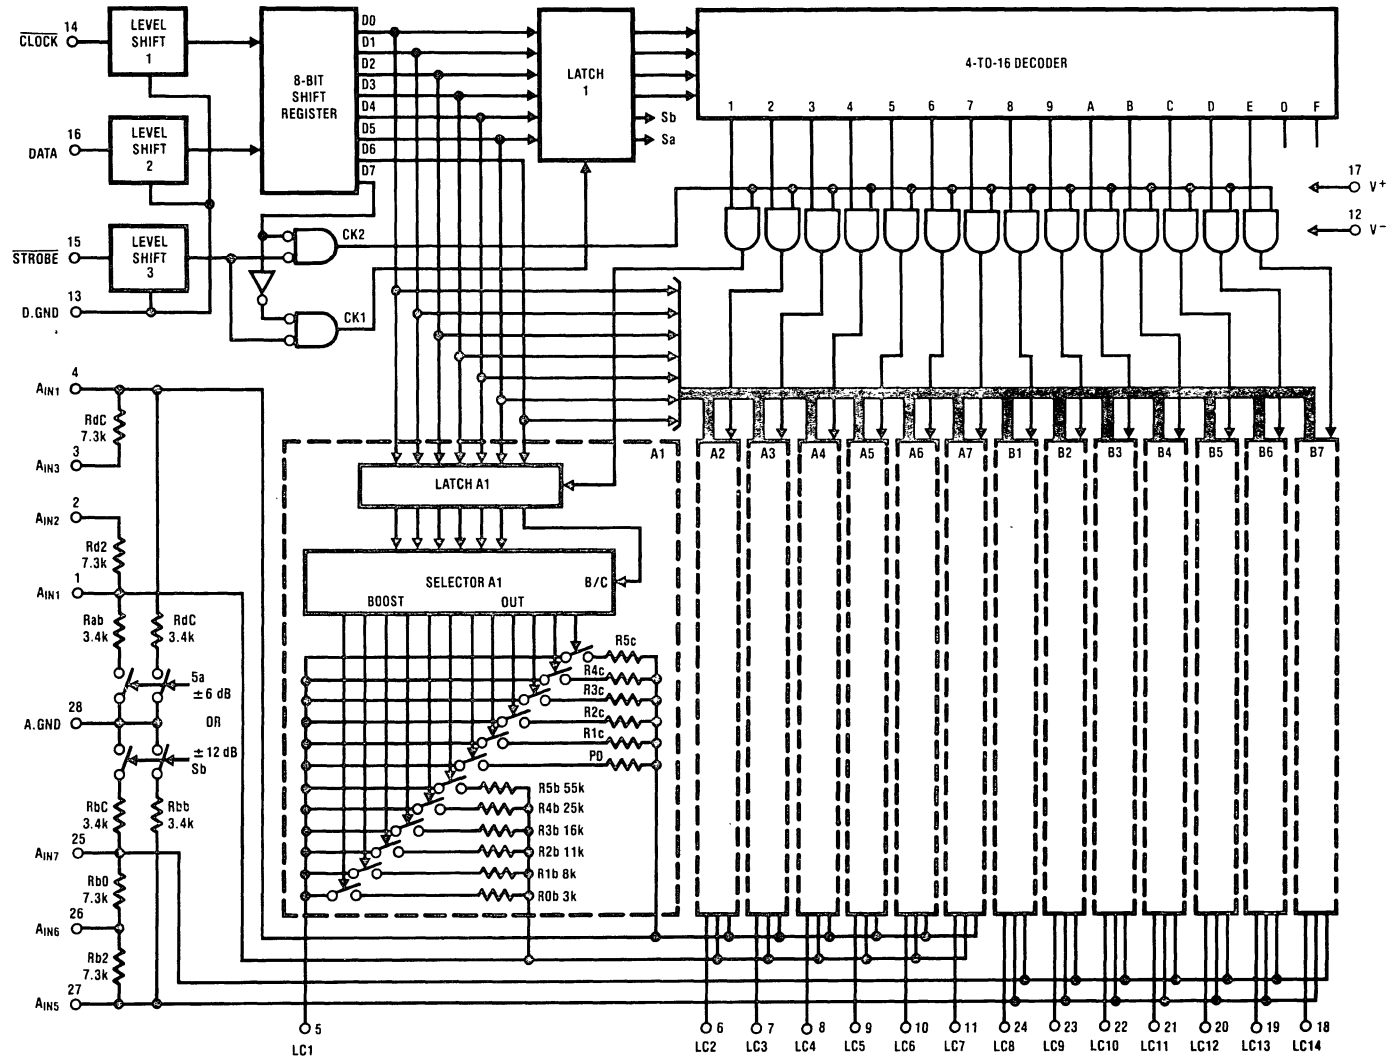 14
CLOCK
LEVEL
SHIFT
1
16
DATA
LEVEL
SHIFT
2
15
STROBE
LEVEL
SHIFT
3
13
D.GND
8-BIT
SHIFT
REGISTER
D0
D1
D2
D3
D4
D5
D6
D7
CK2
CK1
LATCH
1
Sb
Sa
4-TO-16 DECODER
1 2 3 4 5 6 7 8 9 A B C D E 0 F
17
V+
12
V−
4
AIN1
RdC
7.3k
3
AIN3
2
AIN2
Rd2
7.3k
1
AIN1
Rab
3.4k
RdC
3.4k
5a
±6 dB
28
A.GND
OR
±12 dB
Sb
RbC
3.4k
Rbb
3.4k
25
AIN7
Rb0
7.3k
26
AIN6
Rb2
7.3k
27
AIN5
A1
LATCH A1
SELECTOR A1
B/C
BOOST OUT
R5c
R4c
R3c
R2c
R1c
P0
R5b 55k
R4b 25k
R3b 16k
R2b 11k
R1b 8k
R0b 3k
A2 A3 A4 A5 A6 A7 B1 B2 B3 B4 B5 B6 B7
5 6 7 8 9 10 11 24 23 22 21 20 19 18
LC1 LC2 LC3 LC4 LC5 LC6 LC7 LC8 LC9 LC10 LC11 LC12 LC13 LC14